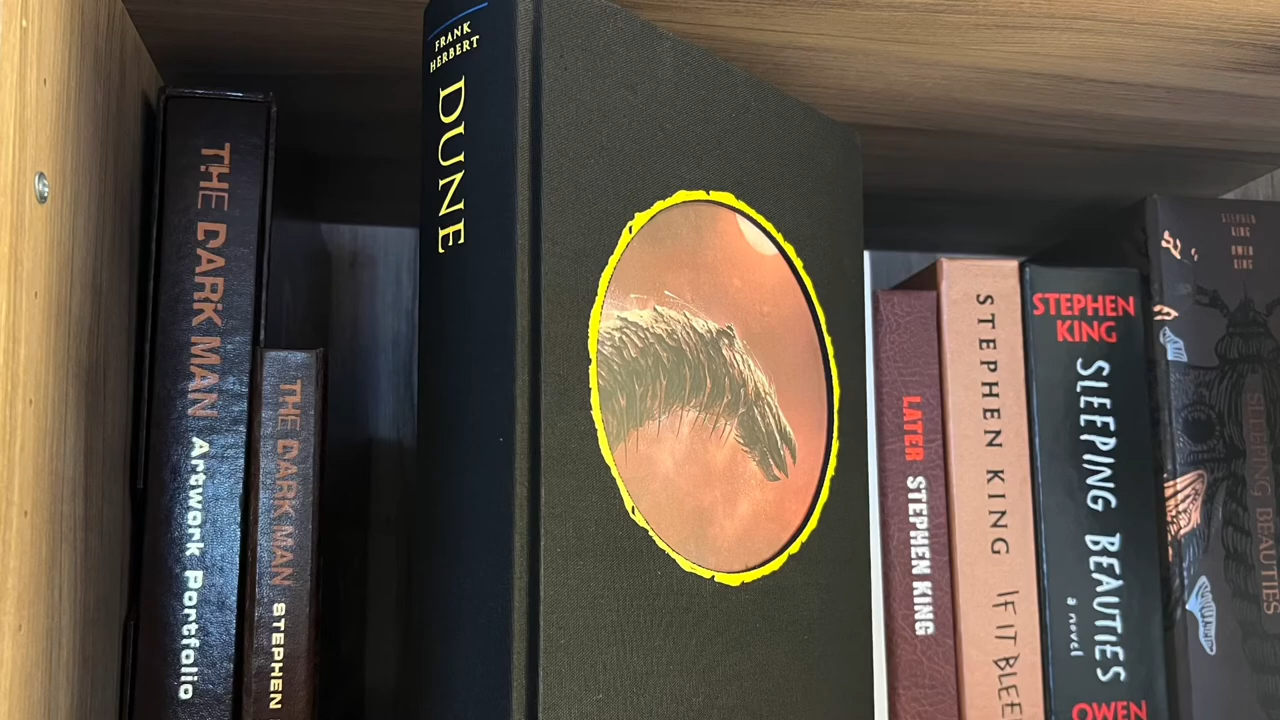 THE DARK MAN Artwork Portfolio
THE DARK MAN STEPHEN
FRANK
HERBERT
DUNE
LATER STEPHEN KING
STEPHEN KING IF IT BLEE
STEPHEN
KING
SLEEPING BEAUTIES
a novel
OWEN
STEPHEN
KING
OWEN
KING
SLEEPING BEAUTIES